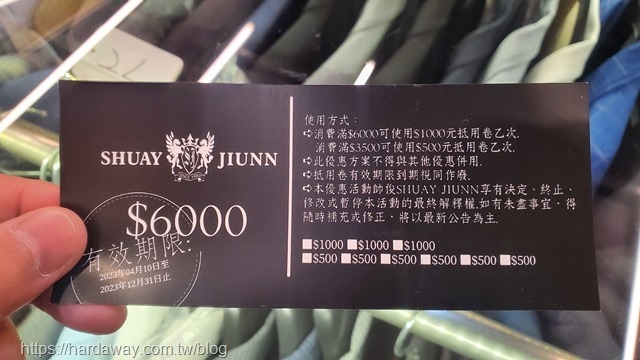 SHUAY JIUNN
$6000
有效期限:
2023年04月10日至
2023年12月31日止
使用方式：
➪消費滿$6000可使用$1000元抵用卷乙次.
消費滿$3500可使用$500元抵用卷乙次.
➪此優惠方案不得與其他優惠併用.
➪抵用卷有效期限到期視同作廢.
➪本優惠活動帥俊SHUAY JIUNN享有決定、終止、
修改或暫停本活動的最終解釋權.如有未盡事宜，得
隨時補充或修正，將以最新公告為主.
■$1000 ■$1000 ■$1000
■$500 ■$500 ■$500 ■$500 ■$500 ■$500
https://hardaway.com.tw/blog